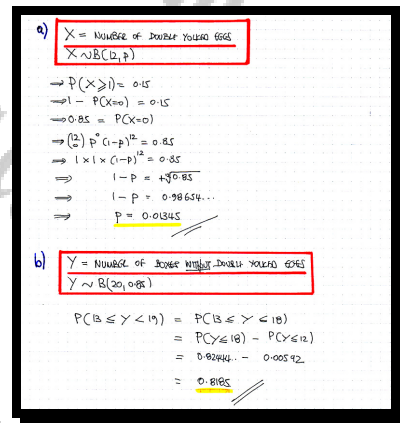 a) X = NUMBER OF DOUBLE YOLKED EGGS
X ~ B(12, p)
⇒ P(X ⩾ 1) = 0.15
⇒ 1 − P(X=0) = 0.15
⇒ 0.85 = P(X=0)
⇒ (12 0) p⁰ (1−p)¹² = 0.85
⇒ 1 × 1 × (1−p)¹² = 0.85
⇒ 1 − p = +¹²√0.85
⇒ 1 − p = 0.98654...
⇒ p = 0.01345
b) Y = NUMBER OF BOXES WITHOUT DOUBLE YOLKED EGGS
Y ~ B(20, 0.85)
P(13 ≤ Y < 19) = P(13 ≤ Y ≤ 18)
= P(Y ≤ 18) − P(Y ≤ 12)
= 0.82444.. − 0.00592
= 0.8185